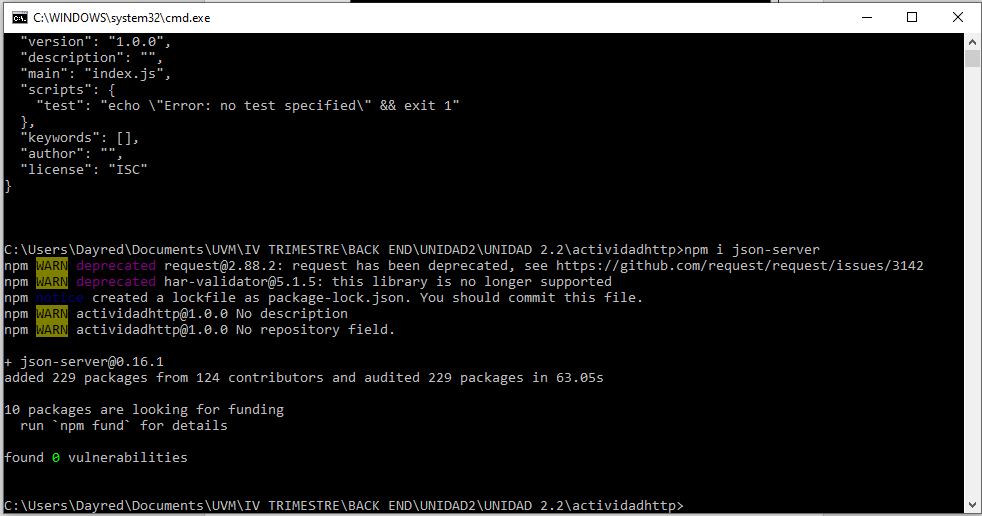 C:\WINDOWS\system32\cmd.exe
"version": "1.0.0",
"description": "",
"main": "index.js",
"scripts": {
"test": "echo \"Error: no test specified\" && exit 1"
},
"keywords": [],
"author": "",
"license": "ISC"
}
C:\Users\Dayred\Documents\UVM\IV TRIMESTRE\BACK END\UNIDAD2\UNIDAD 2.2\actividadhttp>npm i json-server
npm WARN deprecated request@2.88.2: request has been deprecated, see https://github.com/request/request/issues/3142
npm WARN deprecated har-validator@5.1.5: this library is no longer supported
npm notice created a lockfile as package-lock.json. You should commit this file.
npm WARN actividadhttp@1.0.0 No description
npm WARN actividadhttp@1.0.0 No repository field.
+ json-server@0.16.1
added 229 packages from 124 contributors and audited 229 packages in 63.05s
10 packages are looking for funding
run `npm fund` for details
found 0 vulnerabilities
C:\Users\Dayred\Documents\UVM\IV TRIMESTRE\BACK END\UNIDAD2\UNIDAD 2.2\actividadhttp>